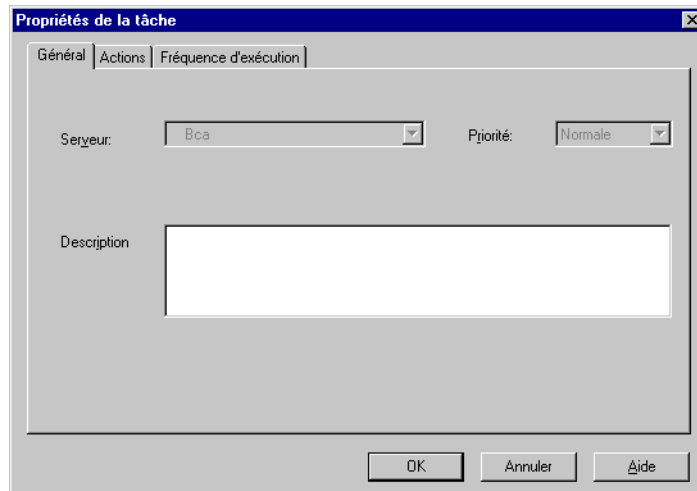 Propriétés de la tâche
Général Actions Fréquence d'exécution
Serveur: Bca Priorité: Normale
Description
OK Annuler Aide